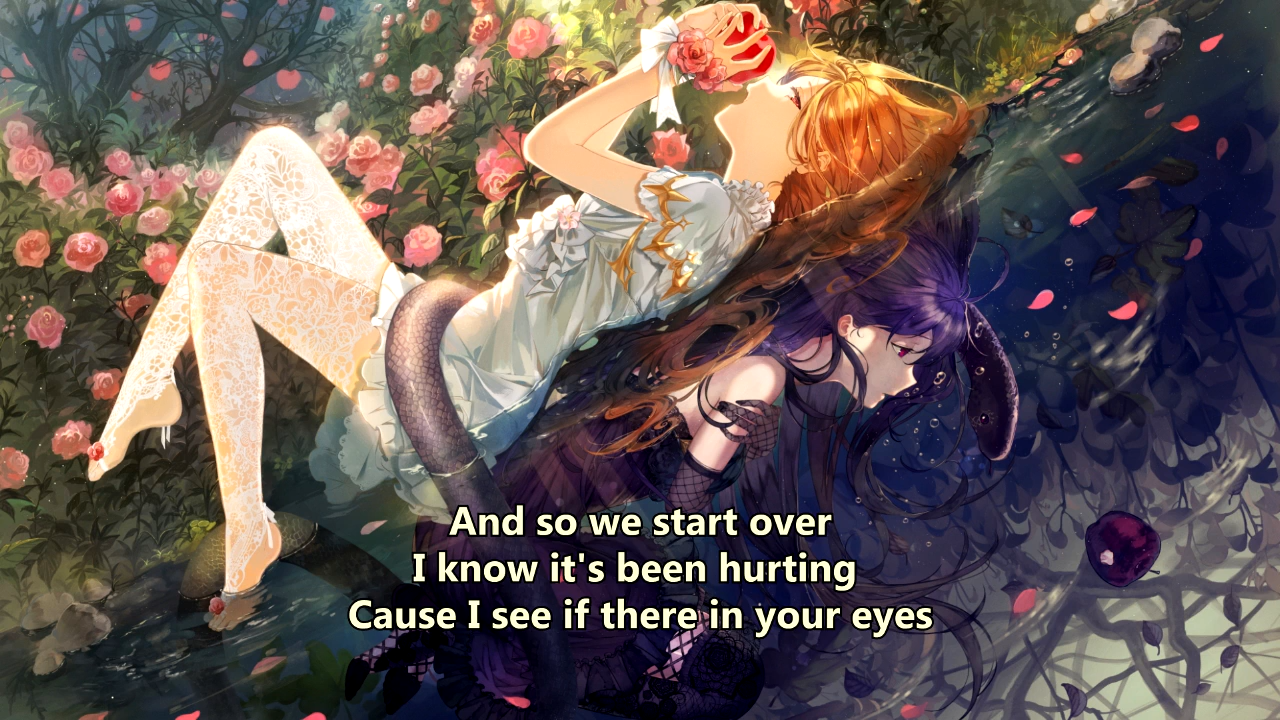 And so we start over
I know it's been hurting
Cause I see if there in your eyes